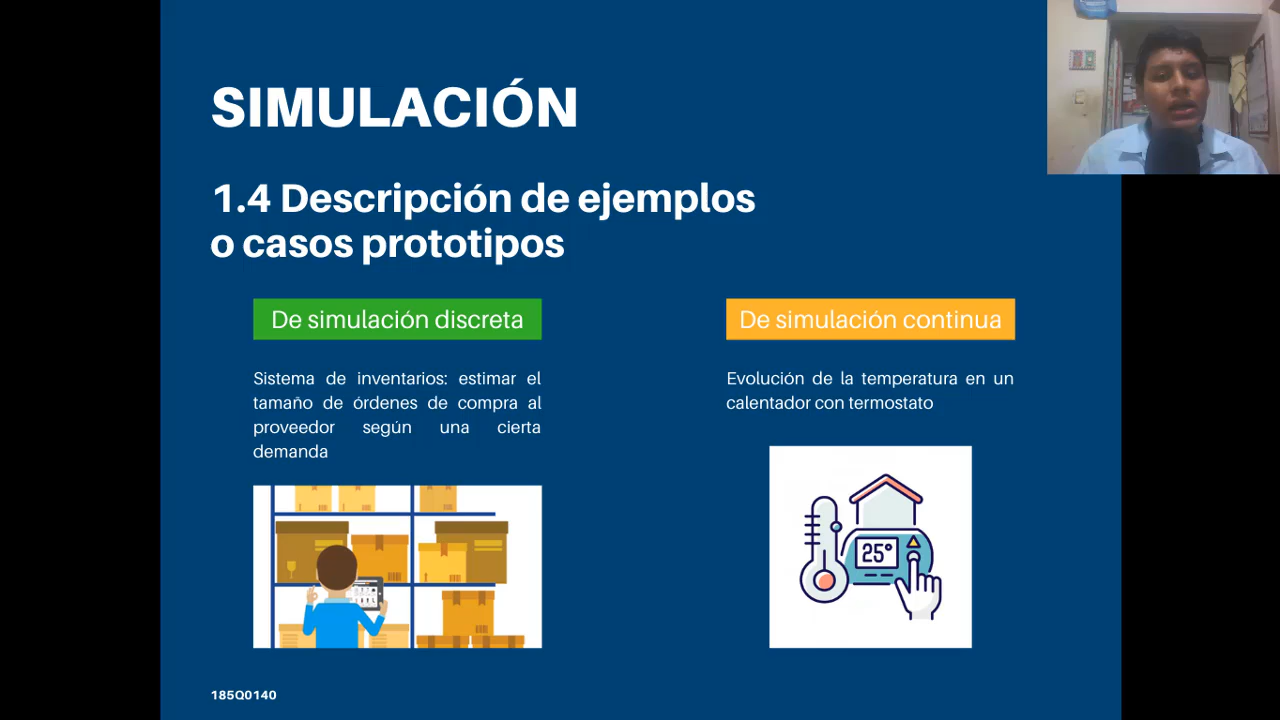 SIMULACIÓN
1.4 Descripción de ejemplos
o casos prototipos
De simulación discreta
Sistema de inventarios: estimar el
tamaño de órdenes de compra al
proveedor según una cierta
demanda
De simulación continua
Evolución de la temperatura en un
calentador con termostato
25°
185Q0140